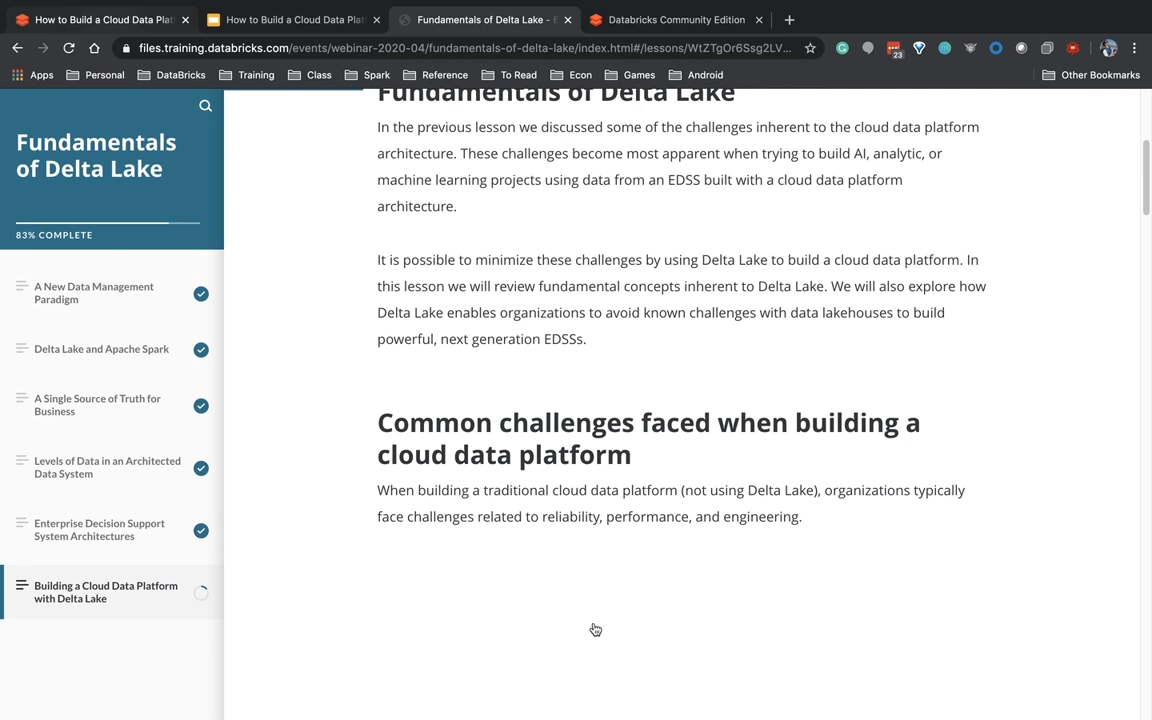 How to Build a Cloud Data Plat
How to Build a Cloud Data Plat
Fundamentals of Delta Lake -
Databricks Community Edition
files.training.databricks.com/events/webinar-2020-04/fundamentals-of-delta-lake/index.html#/lessons/WtZTgOr6Ssg2LV...
23
Apps
Personal
DataBricks
Training
Class
Spark
Reference
To Read
Econ
Games
Android
Other Bookmarks
Fundamentals
of Delta Lake
83% COMPLETE
A New Data Management
Paradigm
Delta Lake and Apache Spark
A Single Source of Truth for
Business
Levels of Data in an Architected
Data System
Enterprise Decision Support
System Architectures
Building a Cloud Data Platform
with Delta Lake
Fundamentals of Delta Lake
In the previous lesson we discussed some of the challenges inherent to the cloud data platform
architecture. These challenges become most apparent when trying to build AI, analytic, or
machine learning projects using data from an EDSS built with a cloud data platform
architecture.
It is possible to minimize these challenges by using Delta Lake to build a cloud data platform. In
this lesson we will review fundamental concepts inherent to Delta Lake. We will also explore how
Delta Lake enables organizations to avoid known challenges with data lakehouses to build
powerful, next generation EDSSs.
Common challenges faced when building a
cloud data platform
When building a traditional cloud data platform (not using Delta Lake), organizations typically
face challenges related to reliability, performance, and engineering.